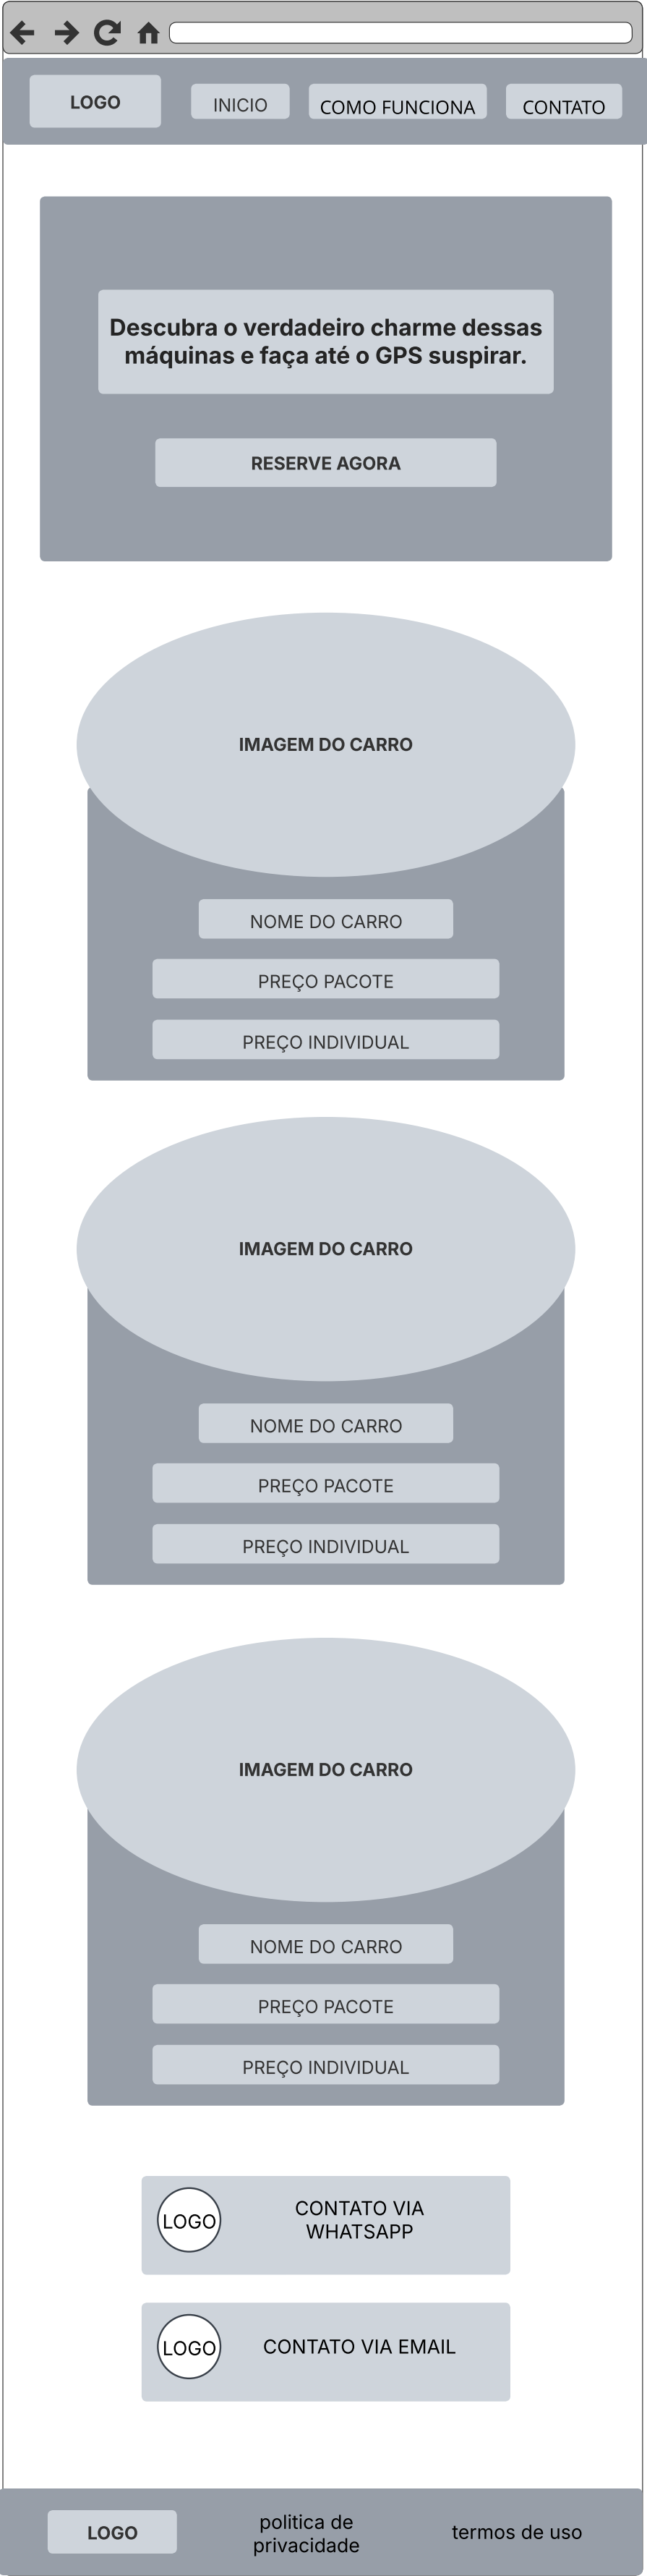 LOGO
INICIO
COMO FUNCIONA
CONTATO
Descubra o verdadeiro charme dessas
máquinas e faça até o GPS suspirar.
RESERVE AGORA
IMAGEM DO CARRO
NOME DO CARRO
PREÇO PACOTE
PREÇO INDIVIDUAL
IMAGEM DO CARRO
NOME DO CARRO
PREÇO PACOTE
PREÇO INDIVIDUAL
IMAGEM DO CARRO
NOME DO CARRO
PREÇO PACOTE
PREÇO INDIVIDUAL
LOGO
CONTATO VIA
WHATSAPP
LOGO
CONTATO VIA EMAIL
LOGO
politica de
privacidade
termos de uso